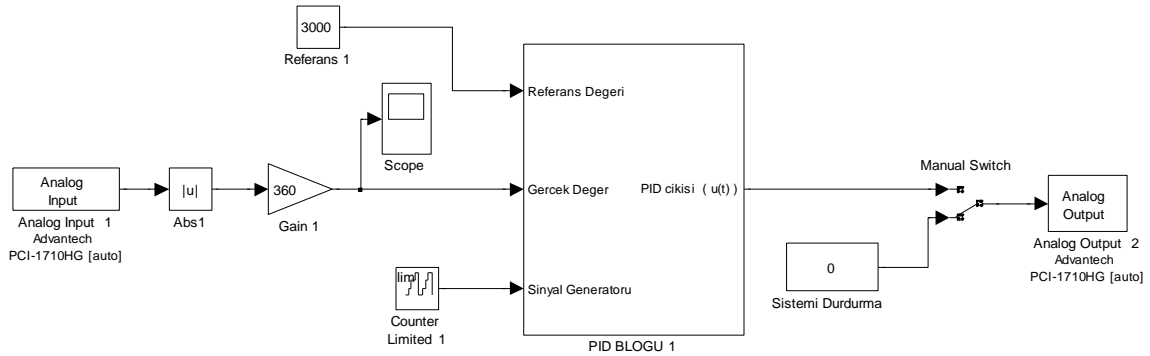 3000
Referans 1
Referans Degeri
Scope
Analog
Input
Analog Input 1
Advantech
PCI-1710HG [auto]
|u|
Abs1
360
Gain 1
Gercek Deger
PID cikisi ( u(t) )
Manual Switch
Analog
Output
Analog Output 2
Advantech
PCI-1710HG [auto]
0
Sistemi Durdurma
lim
Counter
Limited 1
Sinyal Generatoru
PID BLOGU 1